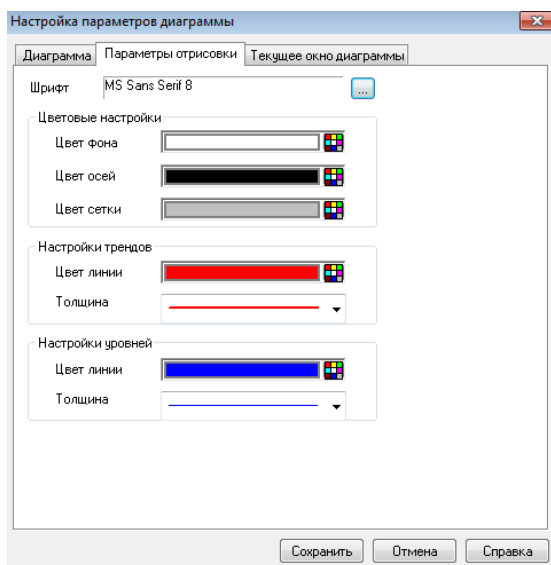 Настройка параметров диаграммы
Диаграмма Параметры отрисовки Текущее окно диаграммы
Шрифт MS Sans Serif 8 ...
Цветовые настройки
Цвет фона
Цвет осей
Цвет сетки
Настройки трендов
Цвет линии
Толщина
Настройки уровней
Цвет линии
Толщина
Сохранить Отмена Справка